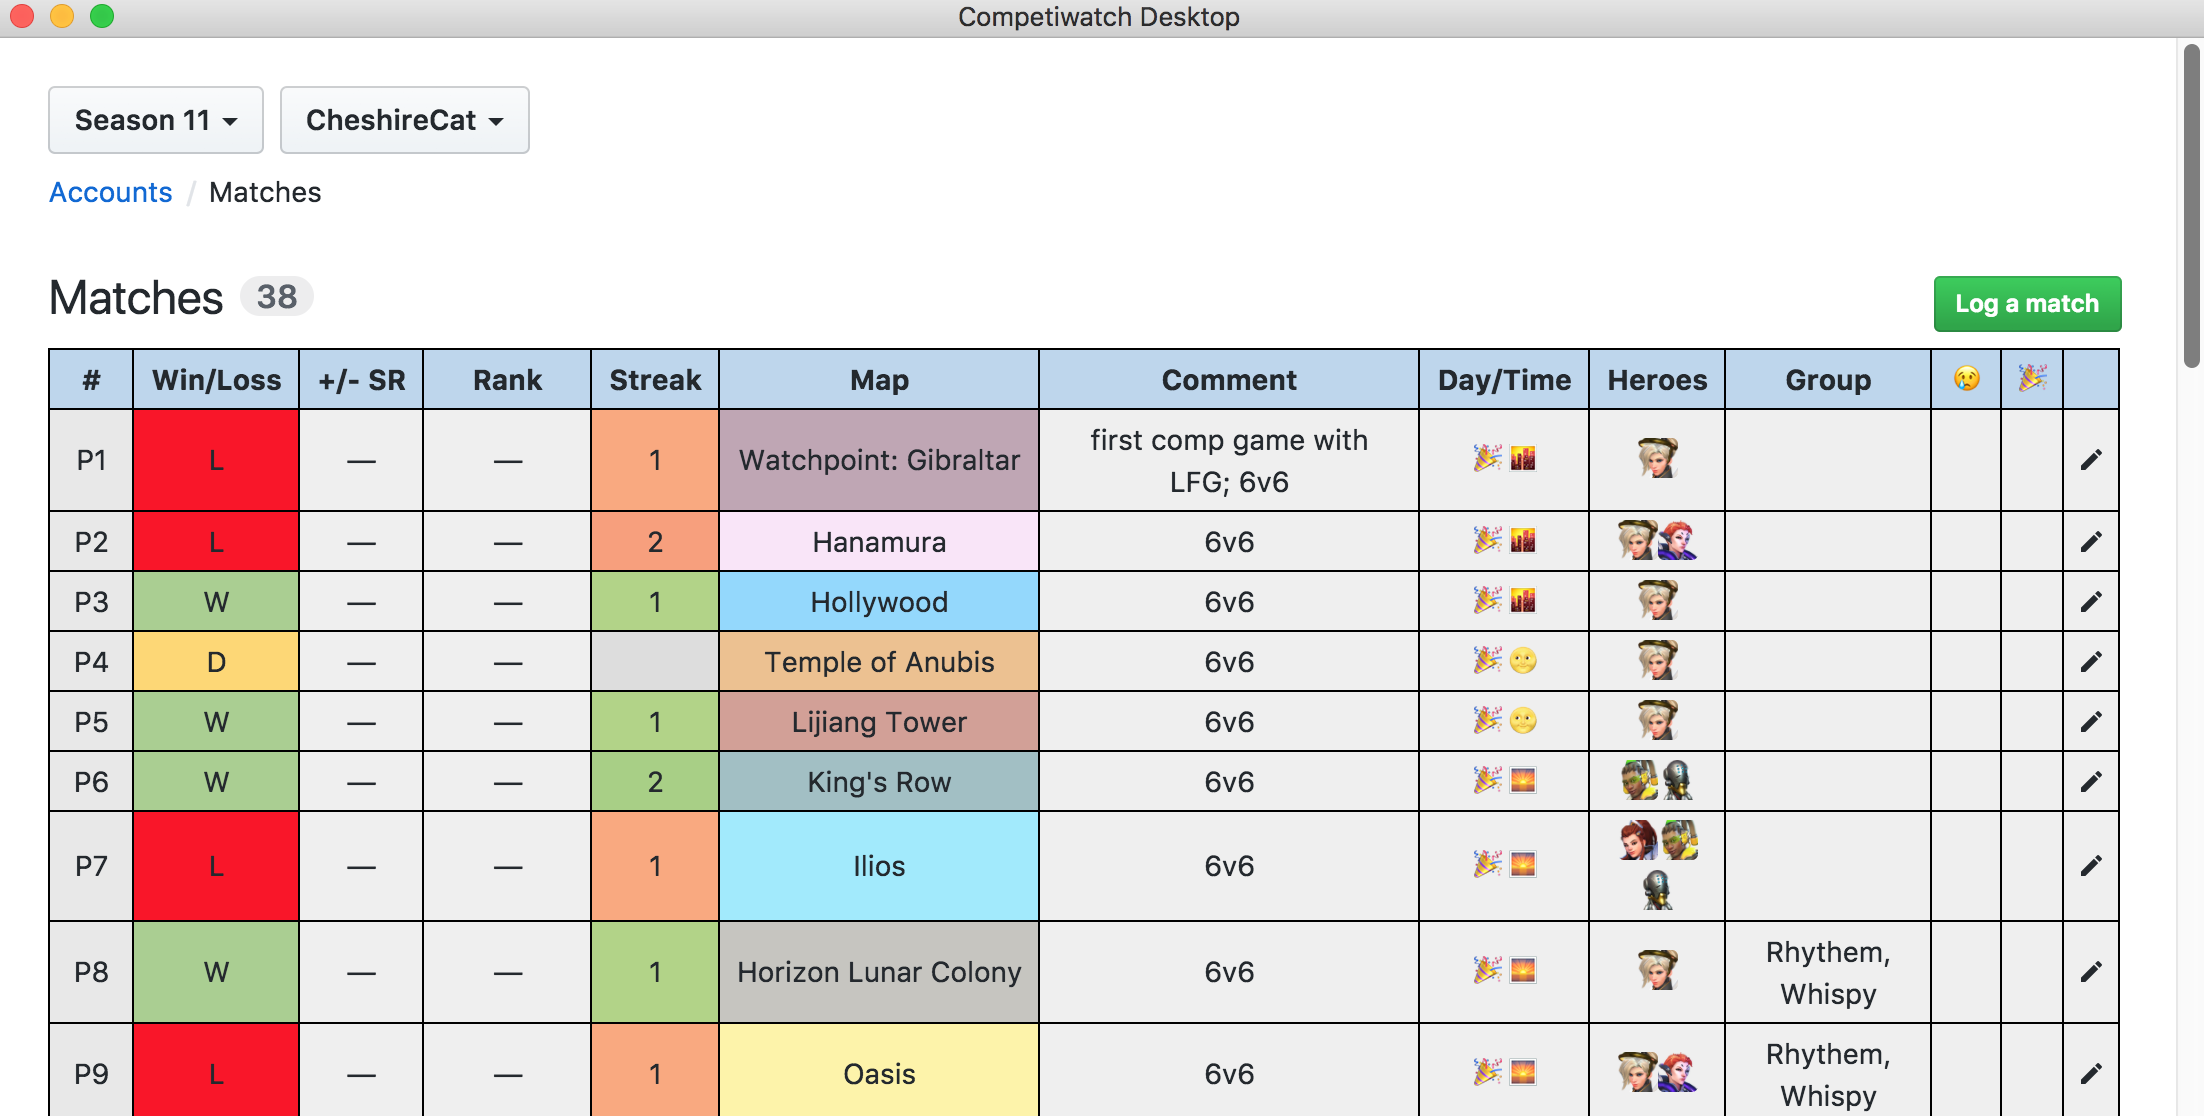 Competiwatch Desktop
Season 11 CheshireCat
Accounts / Matches
Matches 38
Log a match
# Win/Loss +/- SR Rank Streak Map Comment Day/Time Heroes Group 😢 🎉
P1 L — — 1 Watchpoint: Gibraltar first comp game with
LFG; 6v6
P2 L — — 2 Hanamura 6v6
P3 W — — 1 Hollywood 6v6
P4 D — — Temple of Anubis 6v6
P5 W — — 1 Lijiang Tower 6v6
P6 W — — 2 King's Row 6v6
P7 L — — 1 Ilios 6v6
P8 W — — 1 Horizon Lunar Colony 6v6 Rhythem,
Whispy
P9 L — — 1 Oasis 6v6 Rhythem,
Whispy